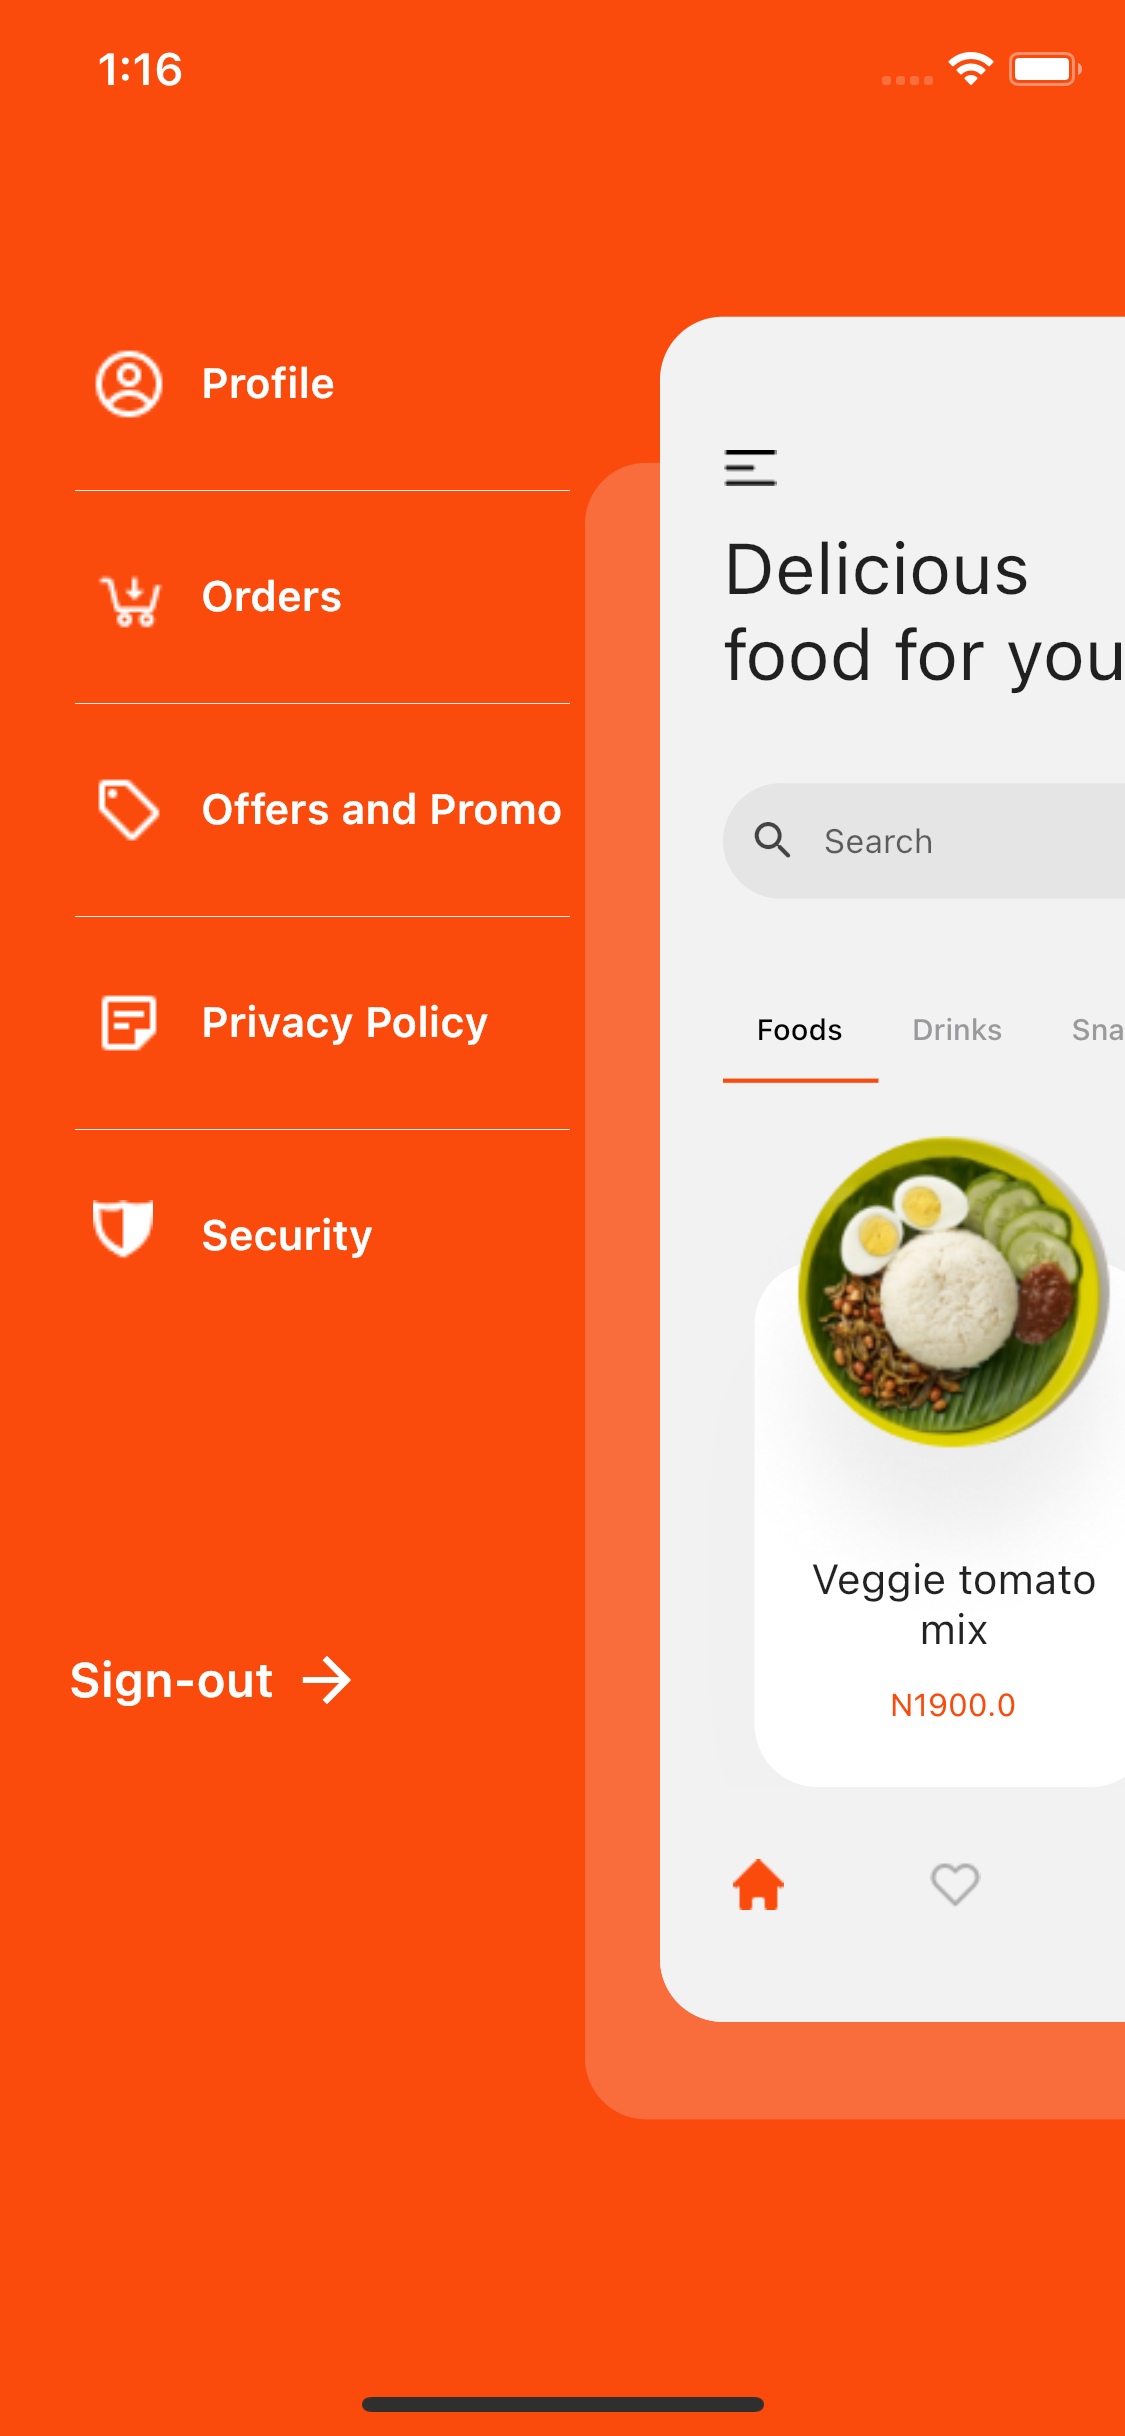 1:16
Profile
Orders
Offers and Promo
Privacy Policy
Security
Sign-out
Delicious
food for you
Search
Foods Drinks Sna
Veggie tomato
mix
N1900.0